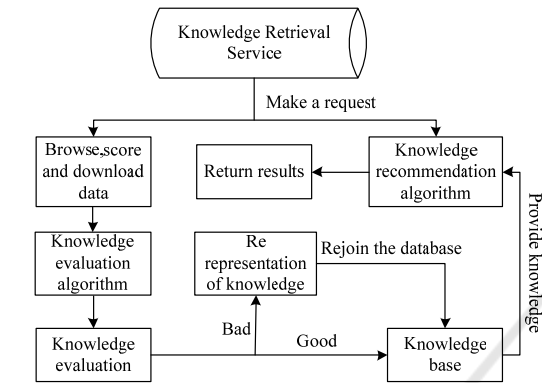 Knowledge Retrieval
Service
Make a request
Browse,score
and download
data
Return results
Knowledge
recommendation
algorithm
Knowledge
evaluation
algorithm
Re
representation
of knowledge
Rejoin the database
Provide knowledge
Bad
Good
Knowledge
evaluation
Knowledge
base